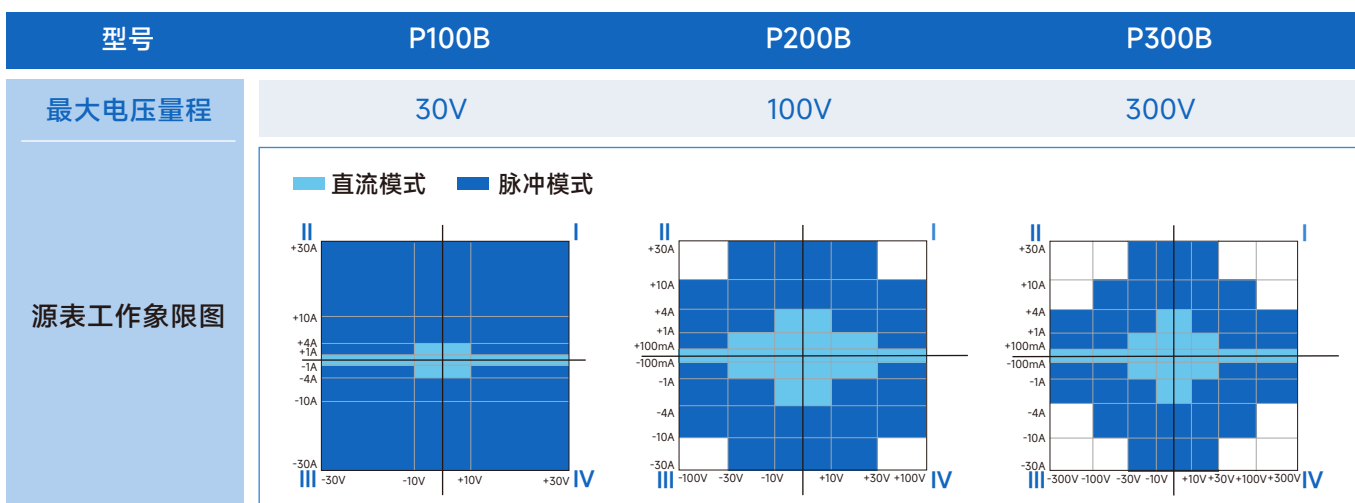 型号 P100B P200B P300B
最大电压量程 30V 100V 300V
直流模式 脉冲模式
源表工作象限图
II I
+30A
+10A
+4A
+1A
-1A
-4A
-10A
-30A
III -30V -10V +10V +30V IV
II I
+30A
+10A
+4A
+1A
+100mA
-100mA
-1A
-4A
-10A
-30A
III -100V -30V -10V +10V +30V +100V IV
II I
+30A
+10A
+4A
+1A
+100mA
-100mA
-1A
-4A
-10A
-30A
III -300V -100V -30V -1V +10V +30V +100V +300V IV